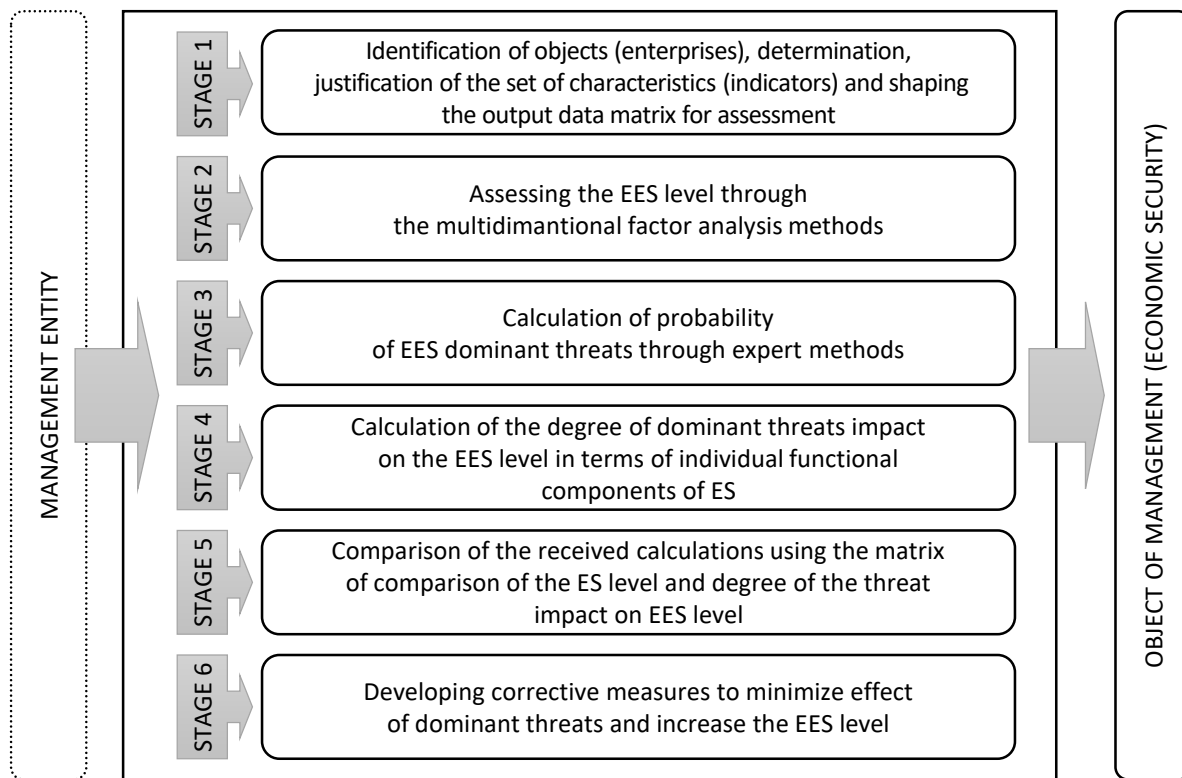 MANAGEMENT ENTITY
STAGE 1
Identification of objects (enterprises), determination,
justification of the set of characteristics (indicators) and shaping
the output data matrix for assessment
STAGE 2
Assessing the EES level through
the multidimantional factor analysis methods
STAGE 3
Calculation of probability
of EES dominant threats through expert methods
STAGE 4
Calculation of the degree of dominant threats impact
on the EES level in terms of individual functional
components of ES
STAGE 5
Comparison of the received calculations using the matrix
of comparison of the ES level and degree of the threat
impact on EES level
STAGE 6
Developing corrective measures to minimize effect
of dominant threats and increase the EES level
OBJECT OF MANAGEMENT (ECONOMIC SECURITY)